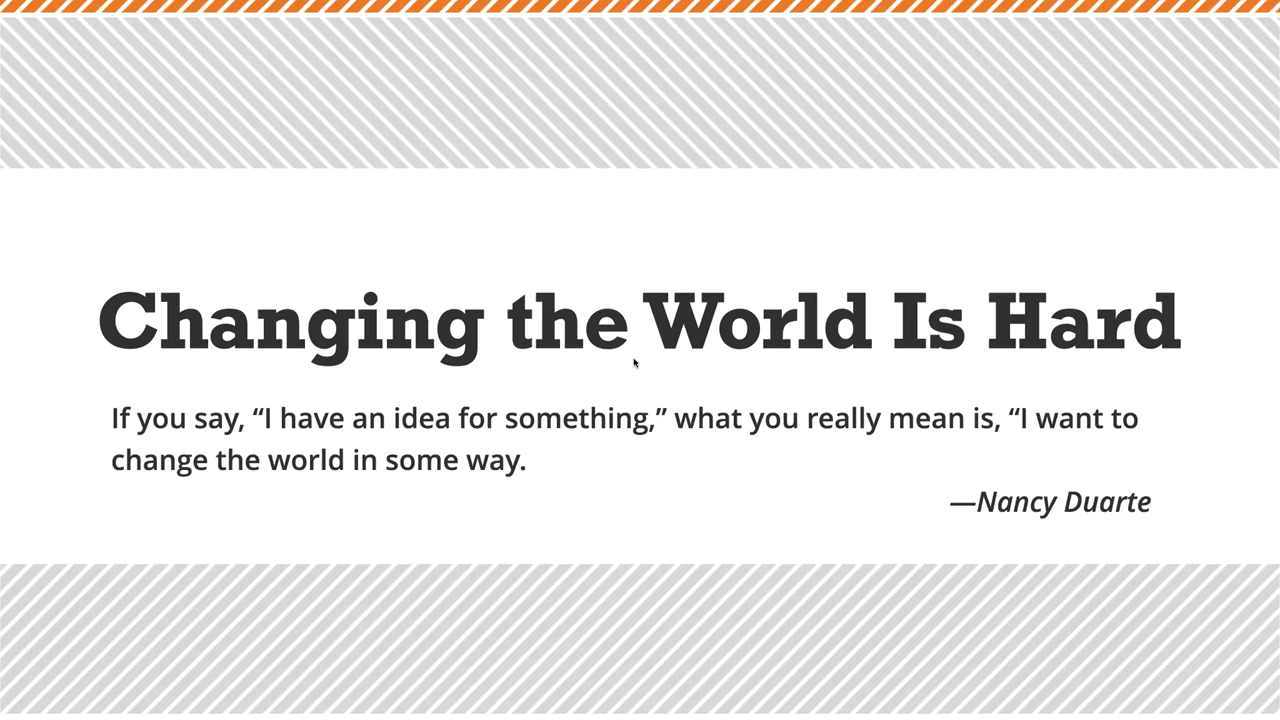 Changing the World Is Hard
If you say, “I have an idea for something,” what you really mean is, “I want to
change the world in some way.
—Nancy Duarte